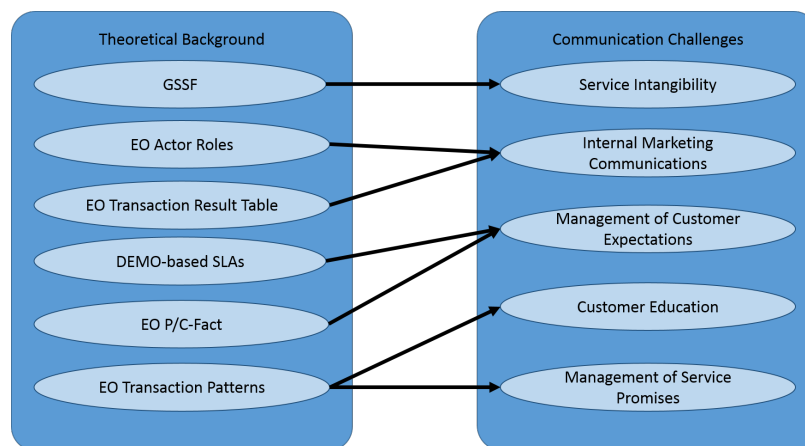 Theoretical Background
GSSF
EO Actor Roles
EO Transaction Result Table
DEMO-based SLAs
EO P/C-Fact
EO Transaction Patterns
Communication Challenges
Service Intangibility
Internal Marketing
Communications
Management of Customer
Expectations
Customer Education
Management of Service
Promises